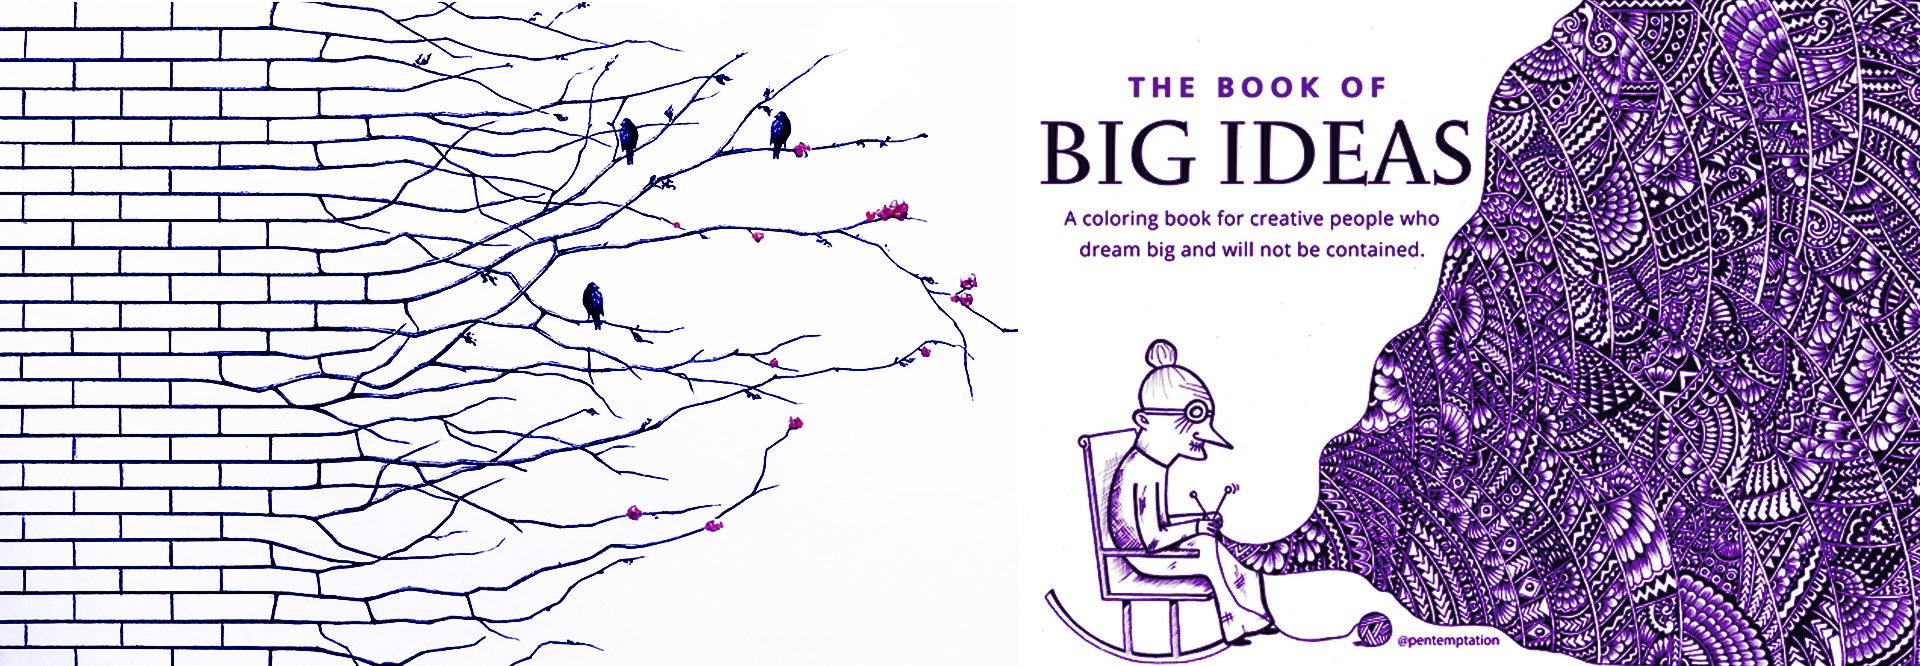 THE BOOK OF
BIG IDEAS
A coloring book for creative people who
dream big and will not be contained.
@pentemptation